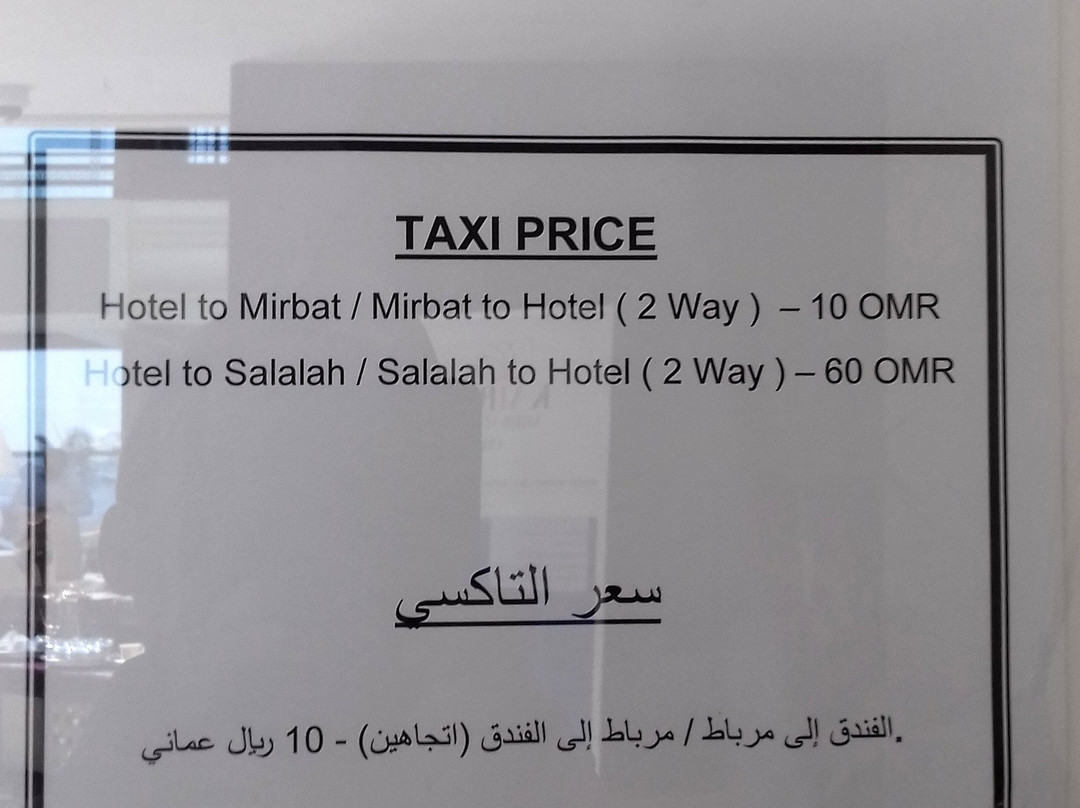 TAXI PRICE
Hotel to Mirbat / Mirbat to Hotel ( 2 Way ) – 10 OMR
Hotel to Salalah / Salalah to Hotel ( 2 Way ) – 60 OMR
سعر التاكسي
.الفندق إلى مرباط / مرباط إلى الفندق (اتجاهين) - 10 ريال عماني